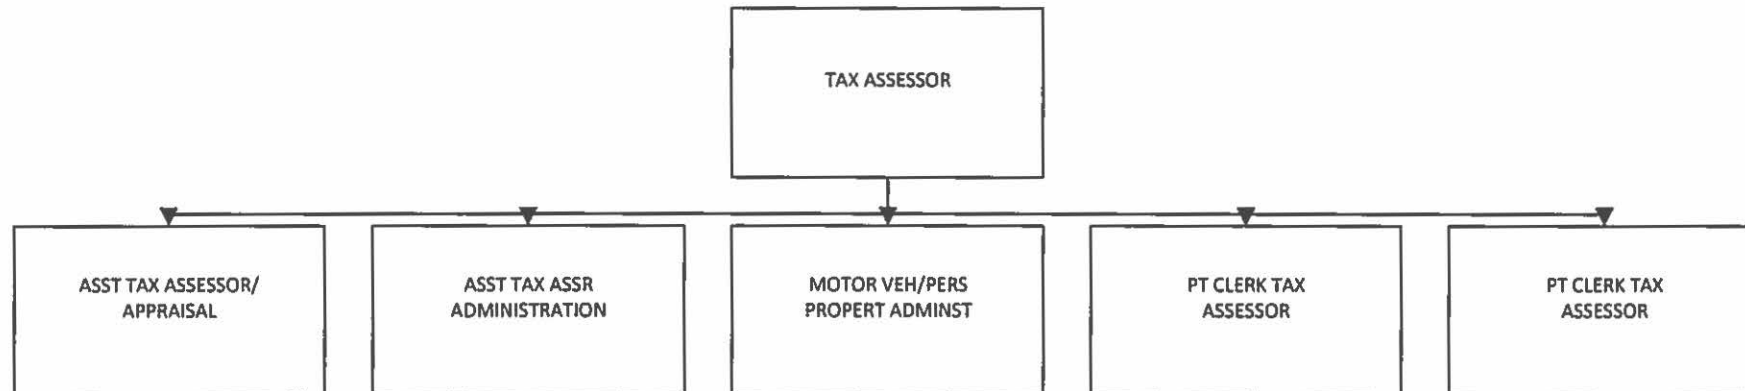 TAX ASSESSOR
ASST TAX ASSESSOR/
APPRAISAL
ASST TAX ASSR
ADMINISTRATION
MOTOR VEH/PERS
PROPERT ADMINST
PT CLERK TAX
ASSESSOR
PT CLERK TAX
ASSESSOR